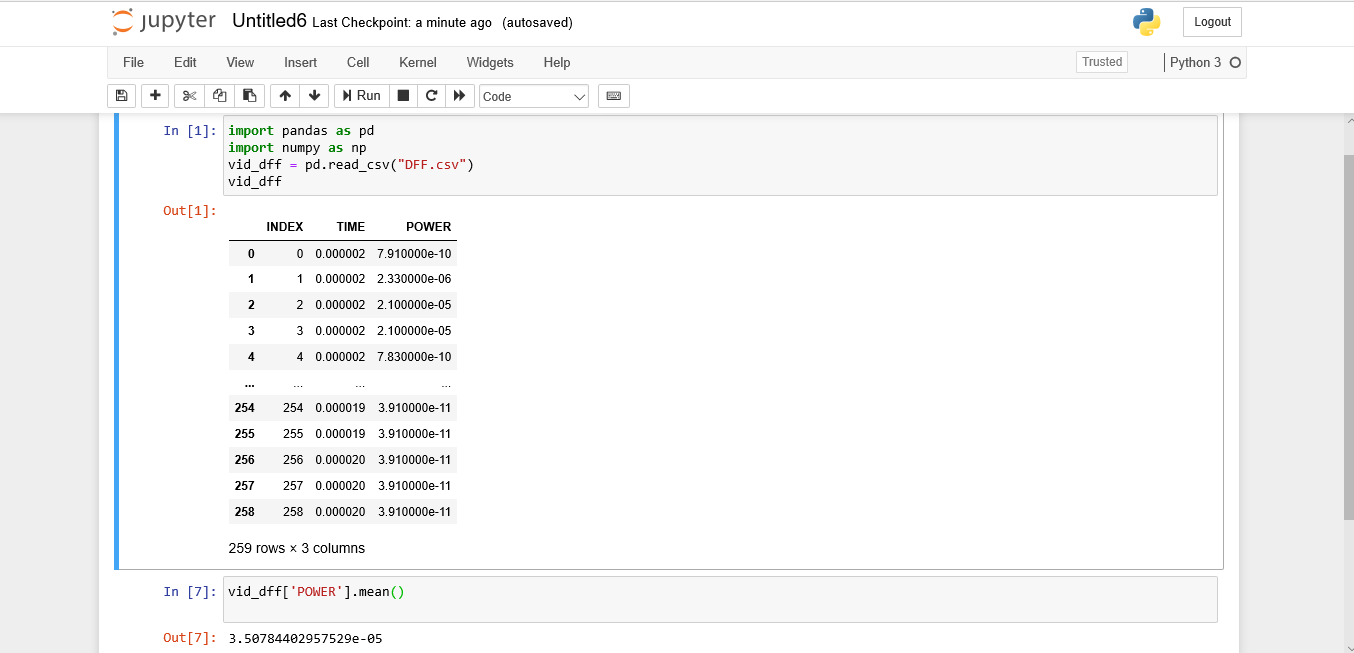 jupyter Untitled6 Last Checkpoint: a minute ago (autosaved)
Logout
File Edit View Insert Cell Kernel Widgets Help
Trusted
Python 3
Run
Code
In [1]: import pandas as pd
import numpy as np
vid_dff = pd.read_csv("DFF.csv")
vid_dff
Out[1]:
INDEX TIME POWER
0 0 0.000002 7.910000e-10
1 1 0.000002 2.330000e-06
2 2 0.000002 2.100000e-05
3 3 0.000002 2.100000e-05
4 4 0.000002 7.830000e-10
... ... ... ...
254 254 0.000019 3.910000e-11
255 255 0.000019 3.910000e-11
256 256 0.000020 3.910000e-11
257 257 0.000020 3.910000e-11
258 258 0.000020 3.910000e-11
259 rows × 3 columns
In [7]: vid_dff['POWER'].mean()
Out[7]: 3.50784402957529e-05